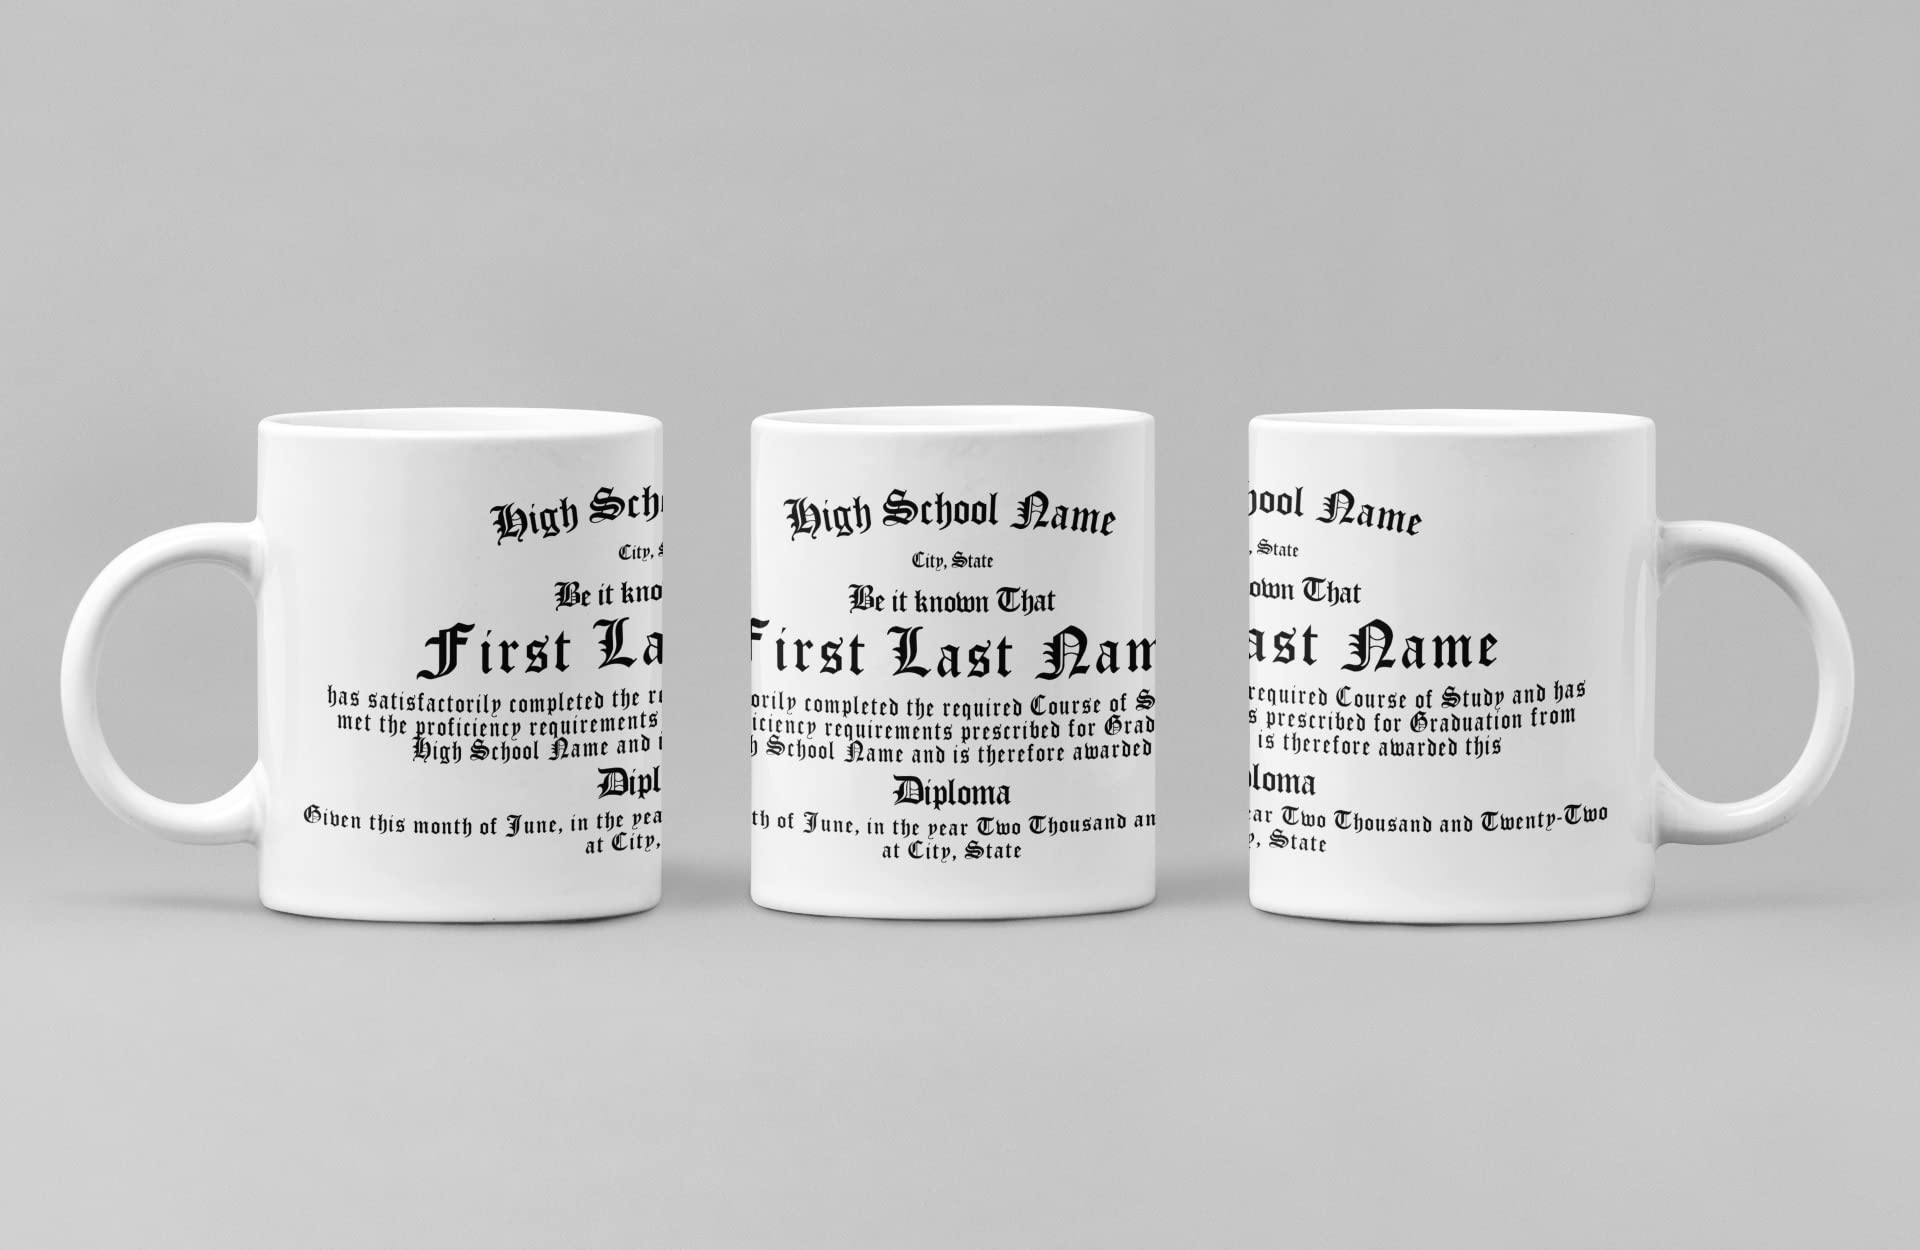 High Scho
City, S
Be it kno
First La
has satisfactorily completed the re
met the proficiency requirements
High School Name and i
Dipl
Given this month of June, in the yea
at City,
High School Name
City, State
Be it known That
First Last Nam
orily completed the required Course of S
iciency requirements prescribed for Grad
h School Name and is therefore awarded
Diploma
th of June, in the year Two Thousand an
at City, State
hool Name
, State
own That
ast Name
required Course of Study and has
s prescribed for Graduation from
is therefore awarded this
loma
ear Two Thousand and Twenty-Two
y, State